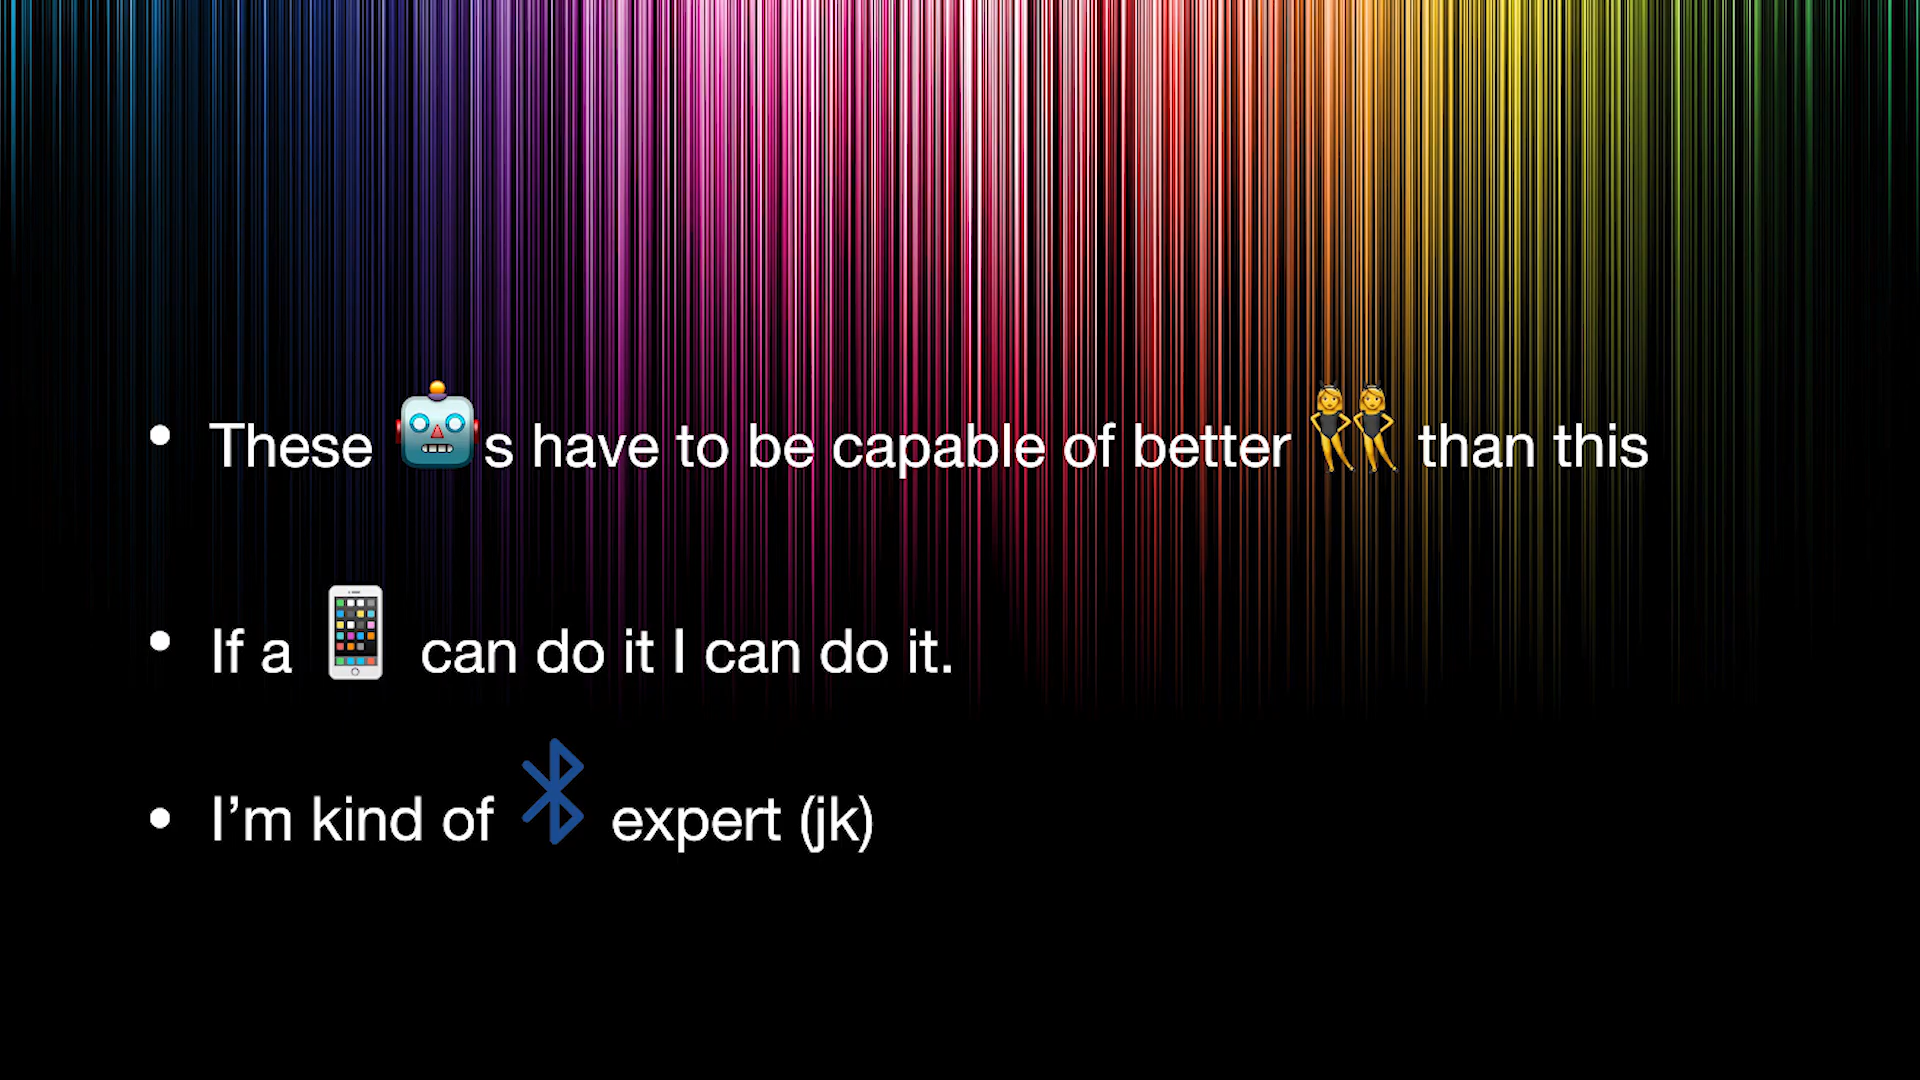 • These 🤖s have to be capable of better 👯 than this
• If a 📱 can do it I can do it.
• I’m kind of expert (jk)